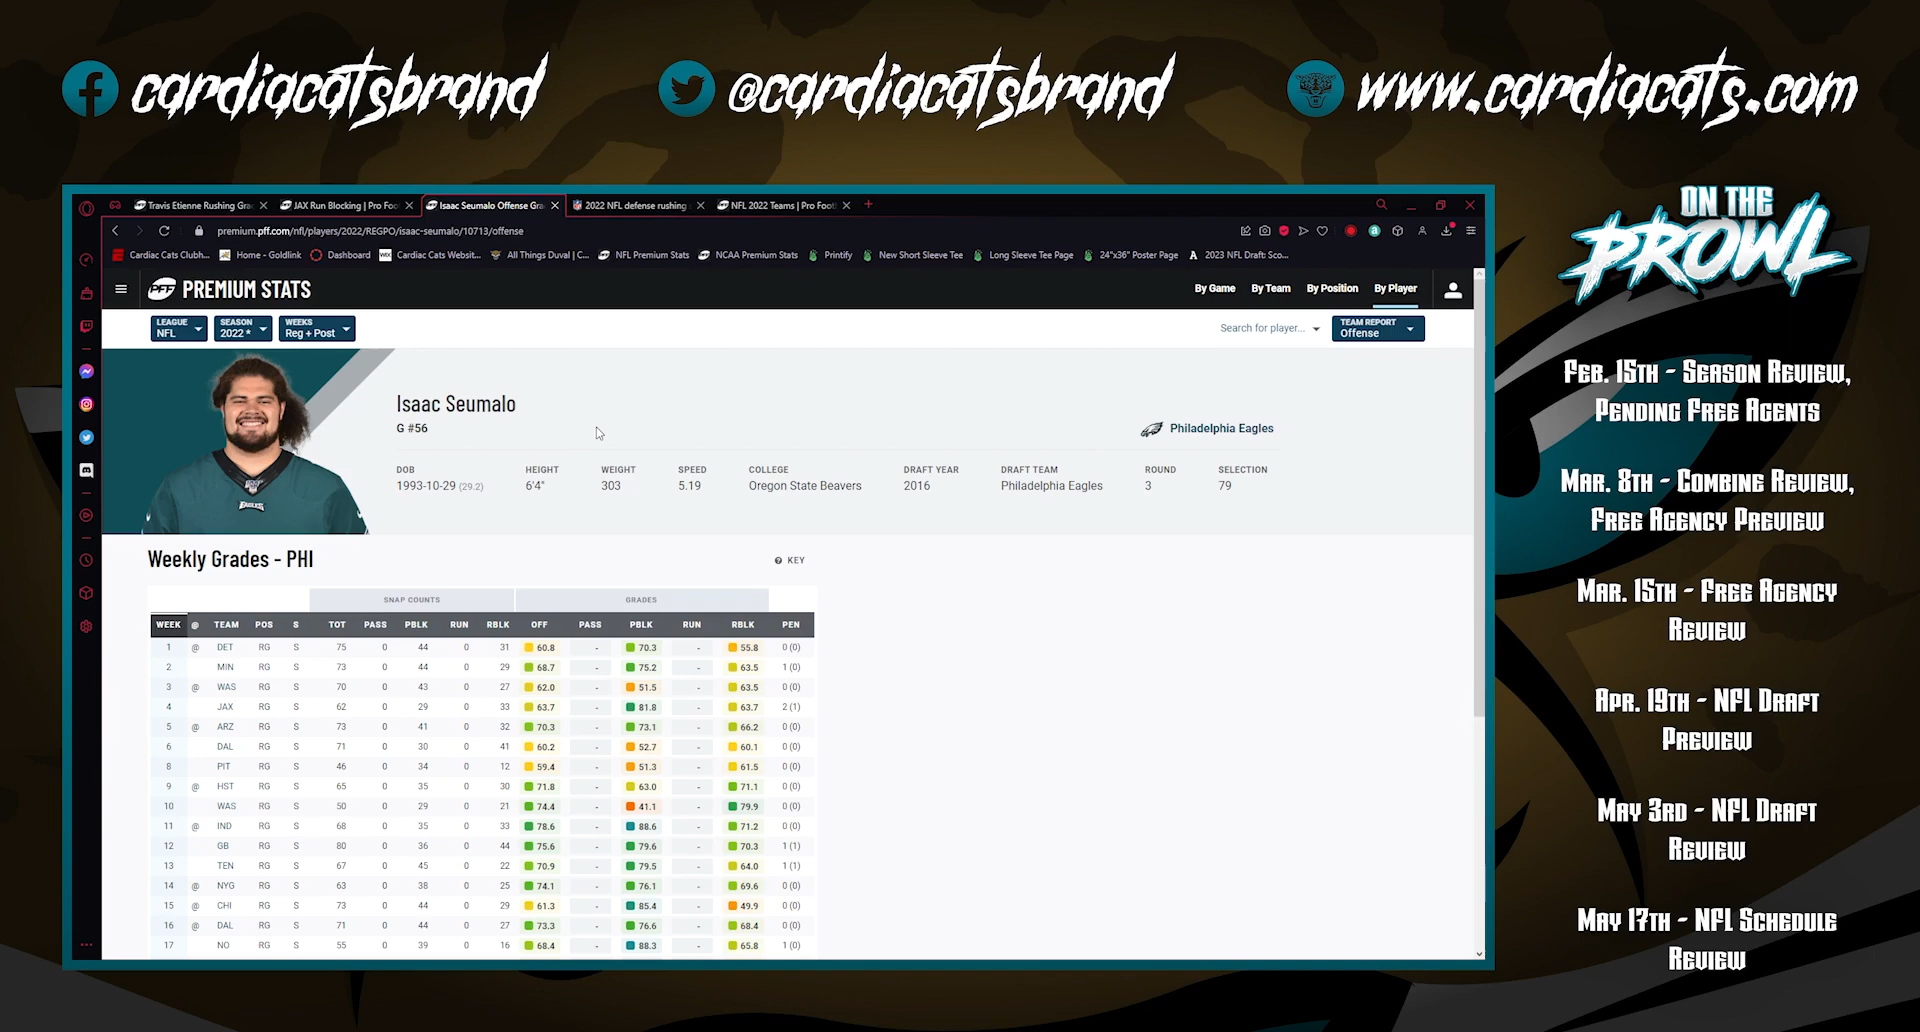 cardiacatsbrand
@cardiacatsbrand
www.cardiacats.com
Travis Etienne Rushing Gra
JAX Run Blocking | Pro Foo
Isaac Seumalo Offense Gra
2022 NFL defense rushing
NFL 2022 Teams | Pro Foot
premium.pff.com/nfl/players/2022/REGPO/isaac-seumalo/10713/offense
Cardiac Cats Clubh...
Home - Goldlink
Dashboard
WIX Cardiac Cats Websit...
All Things Duval | C...
NFL Premium Stats
NCAA Premium Stats
Printify
New Short Sleeve Tee
Long Sleeve Tee Page
24"x36" Poster Page
2023 NFL Draft: Sco...
PFF PREMIUM STATS
By Game By Team By Position By Player
LEAGUE
NFL
SEASON
2022 *
WEEKS
Reg + Post
Search for player...
TEAM REPORT
Offense
Isaac Seumalo
G #56
Philadelphia Eagles
DOB HEIGHT WEIGHT SPEED COLLEGE DRAFT YEAR DRAFT TEAM ROUND SELECTION
1993-10-29 (29.2) 6'4" 303 5.19 Oregon State Beavers 2016 Philadelphia Eagles 3 79
EAGLES
Weekly Grades - PHI
KEY
SNAP COUNTS GRADES
WEEK @ TEAM POS S TOT PASS PBLK RUN RBLK OFF PASS PBLK RUN RBLK PEN
1 @ DET RG S 75 0 44 0 31 60.8 - 70.3 - 55.8 0 (0)
2 MIN RG S 73 0 44 0 29 68.7 - 75.2 - 63.5 1 (0)
3 @ WAS RG S 70 0 43 0 27 62.0 - 51.5 - 63.5 0 (0)
4 JAX RG S 62 0 29 0 33 63.7 - 81.8 - 63.7 2 (1)
5 @ ARZ RG S 73 0 41 0 32 70.3 - 73.1 - 66.2 0 (0)
6 DAL RG S 71 0 30 0 41 60.2 - 52.7 - 60.1 0 (0)
8 PIT RG S 46 0 34 0 12 59.4 - 51.3 - 61.5 0 (0)
9 @ HST RG S 65 0 35 0 30 71.8 - 63.0 - 71.1 0 (0)
10 WAS RG S 50 0 29 0 21 74.4 - 41.1 - 79.9 0 (0)
11 @ IND RG S 68 0 35 0 33 78.6 - 88.6 - 71.2 0 (0)
12 GB RG S 80 0 36 0 44 75.6 - 79.6 - 70.3 1 (1)
13 TEN RG S 67 0 45 0 22 70.9 - 79.5 - 64.0 1 (1)
14 @ NYG RG S 63 0 38 0 25 74.1 - 76.1 - 69.6 0 (0)
15 @ CHI RG S 73 0 44 0 29 61.3 - 85.4 - 49.9 0 (0)
16 @ DAL RG S 71 0 44 0 27 73.3 - 76.6 - 68.4 0 (0)
17 NO RG S 55 0 39 0 16 68.4 - 88.3 - 65.8 1 (0)
ON THE
PROWL
Feb. 15th - Season Review,
Pending Free Agents
Mar. 8th - Combine Review,
Free Agency Preview
Mar. 15th - Free Agency
Review
Apr. 19th - NFL Draft
Preview
May 3rd - NFL Draft
Review
May 17th - NFL Schedule
Review